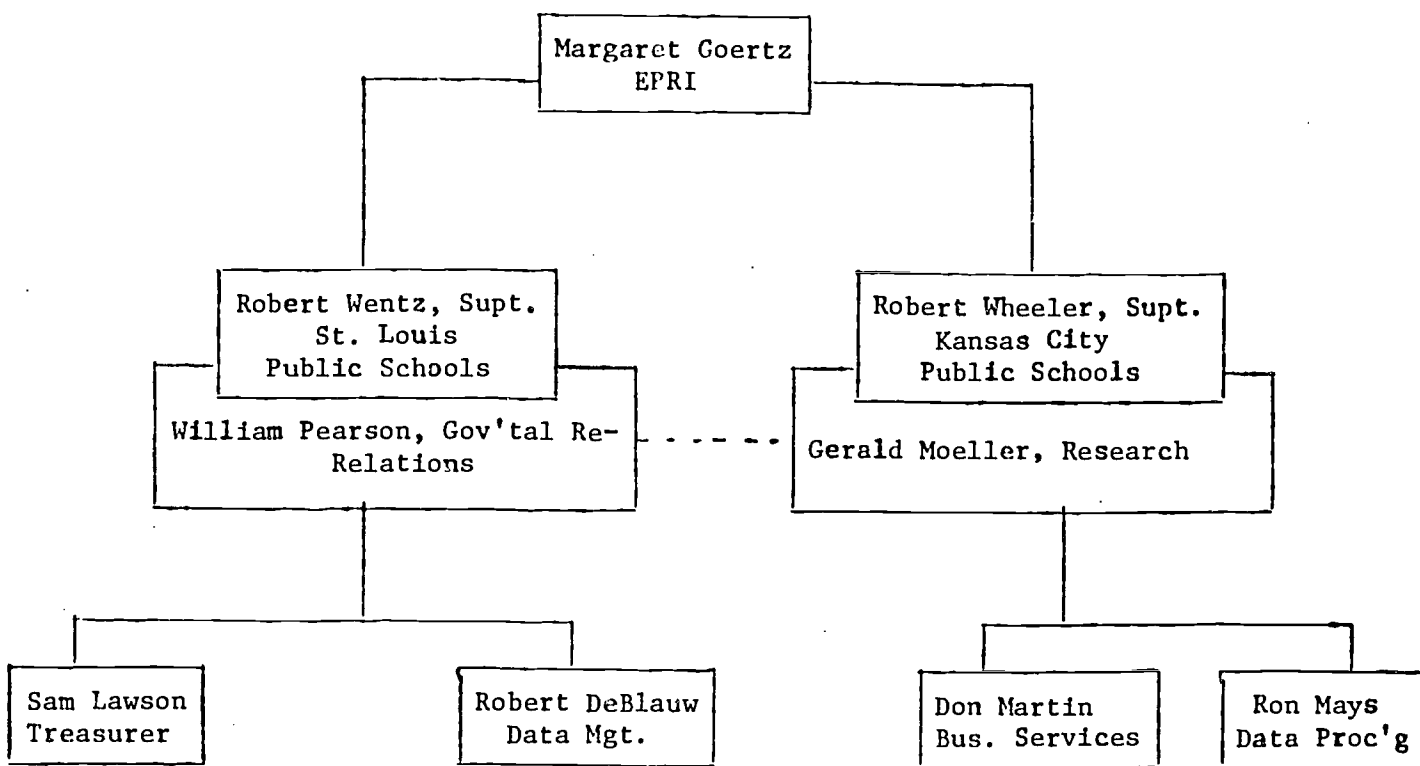 Margaret Goertz
EPRI
Robert Wentz, Supt.
St. Louis
Public Schools
William Pearson, Gov'tal Re-
Relations
Robert Wheeler, Supt.
Kansas City
Public Schools
Gerald Moeller, Research
Sam Lawson
Treasurer
Robert DeBlauw
Data Mgt.
Don Martin
Bus. Services
Ron Mays
Data Proc'g